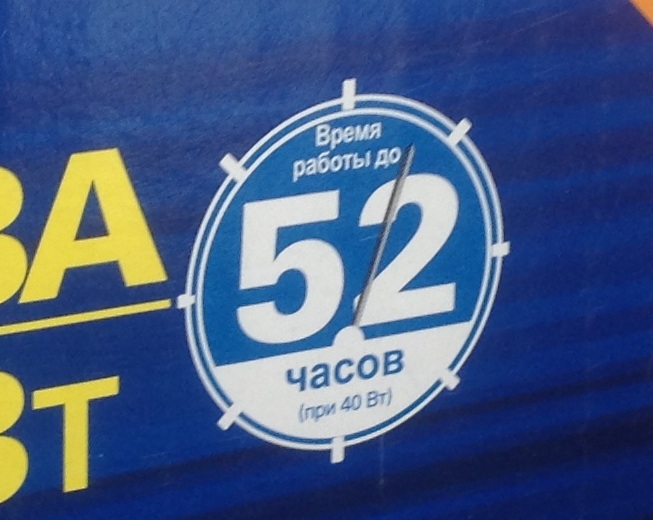 ВА
Вт
Время
работы до
52
часов
(при 40 Вт)